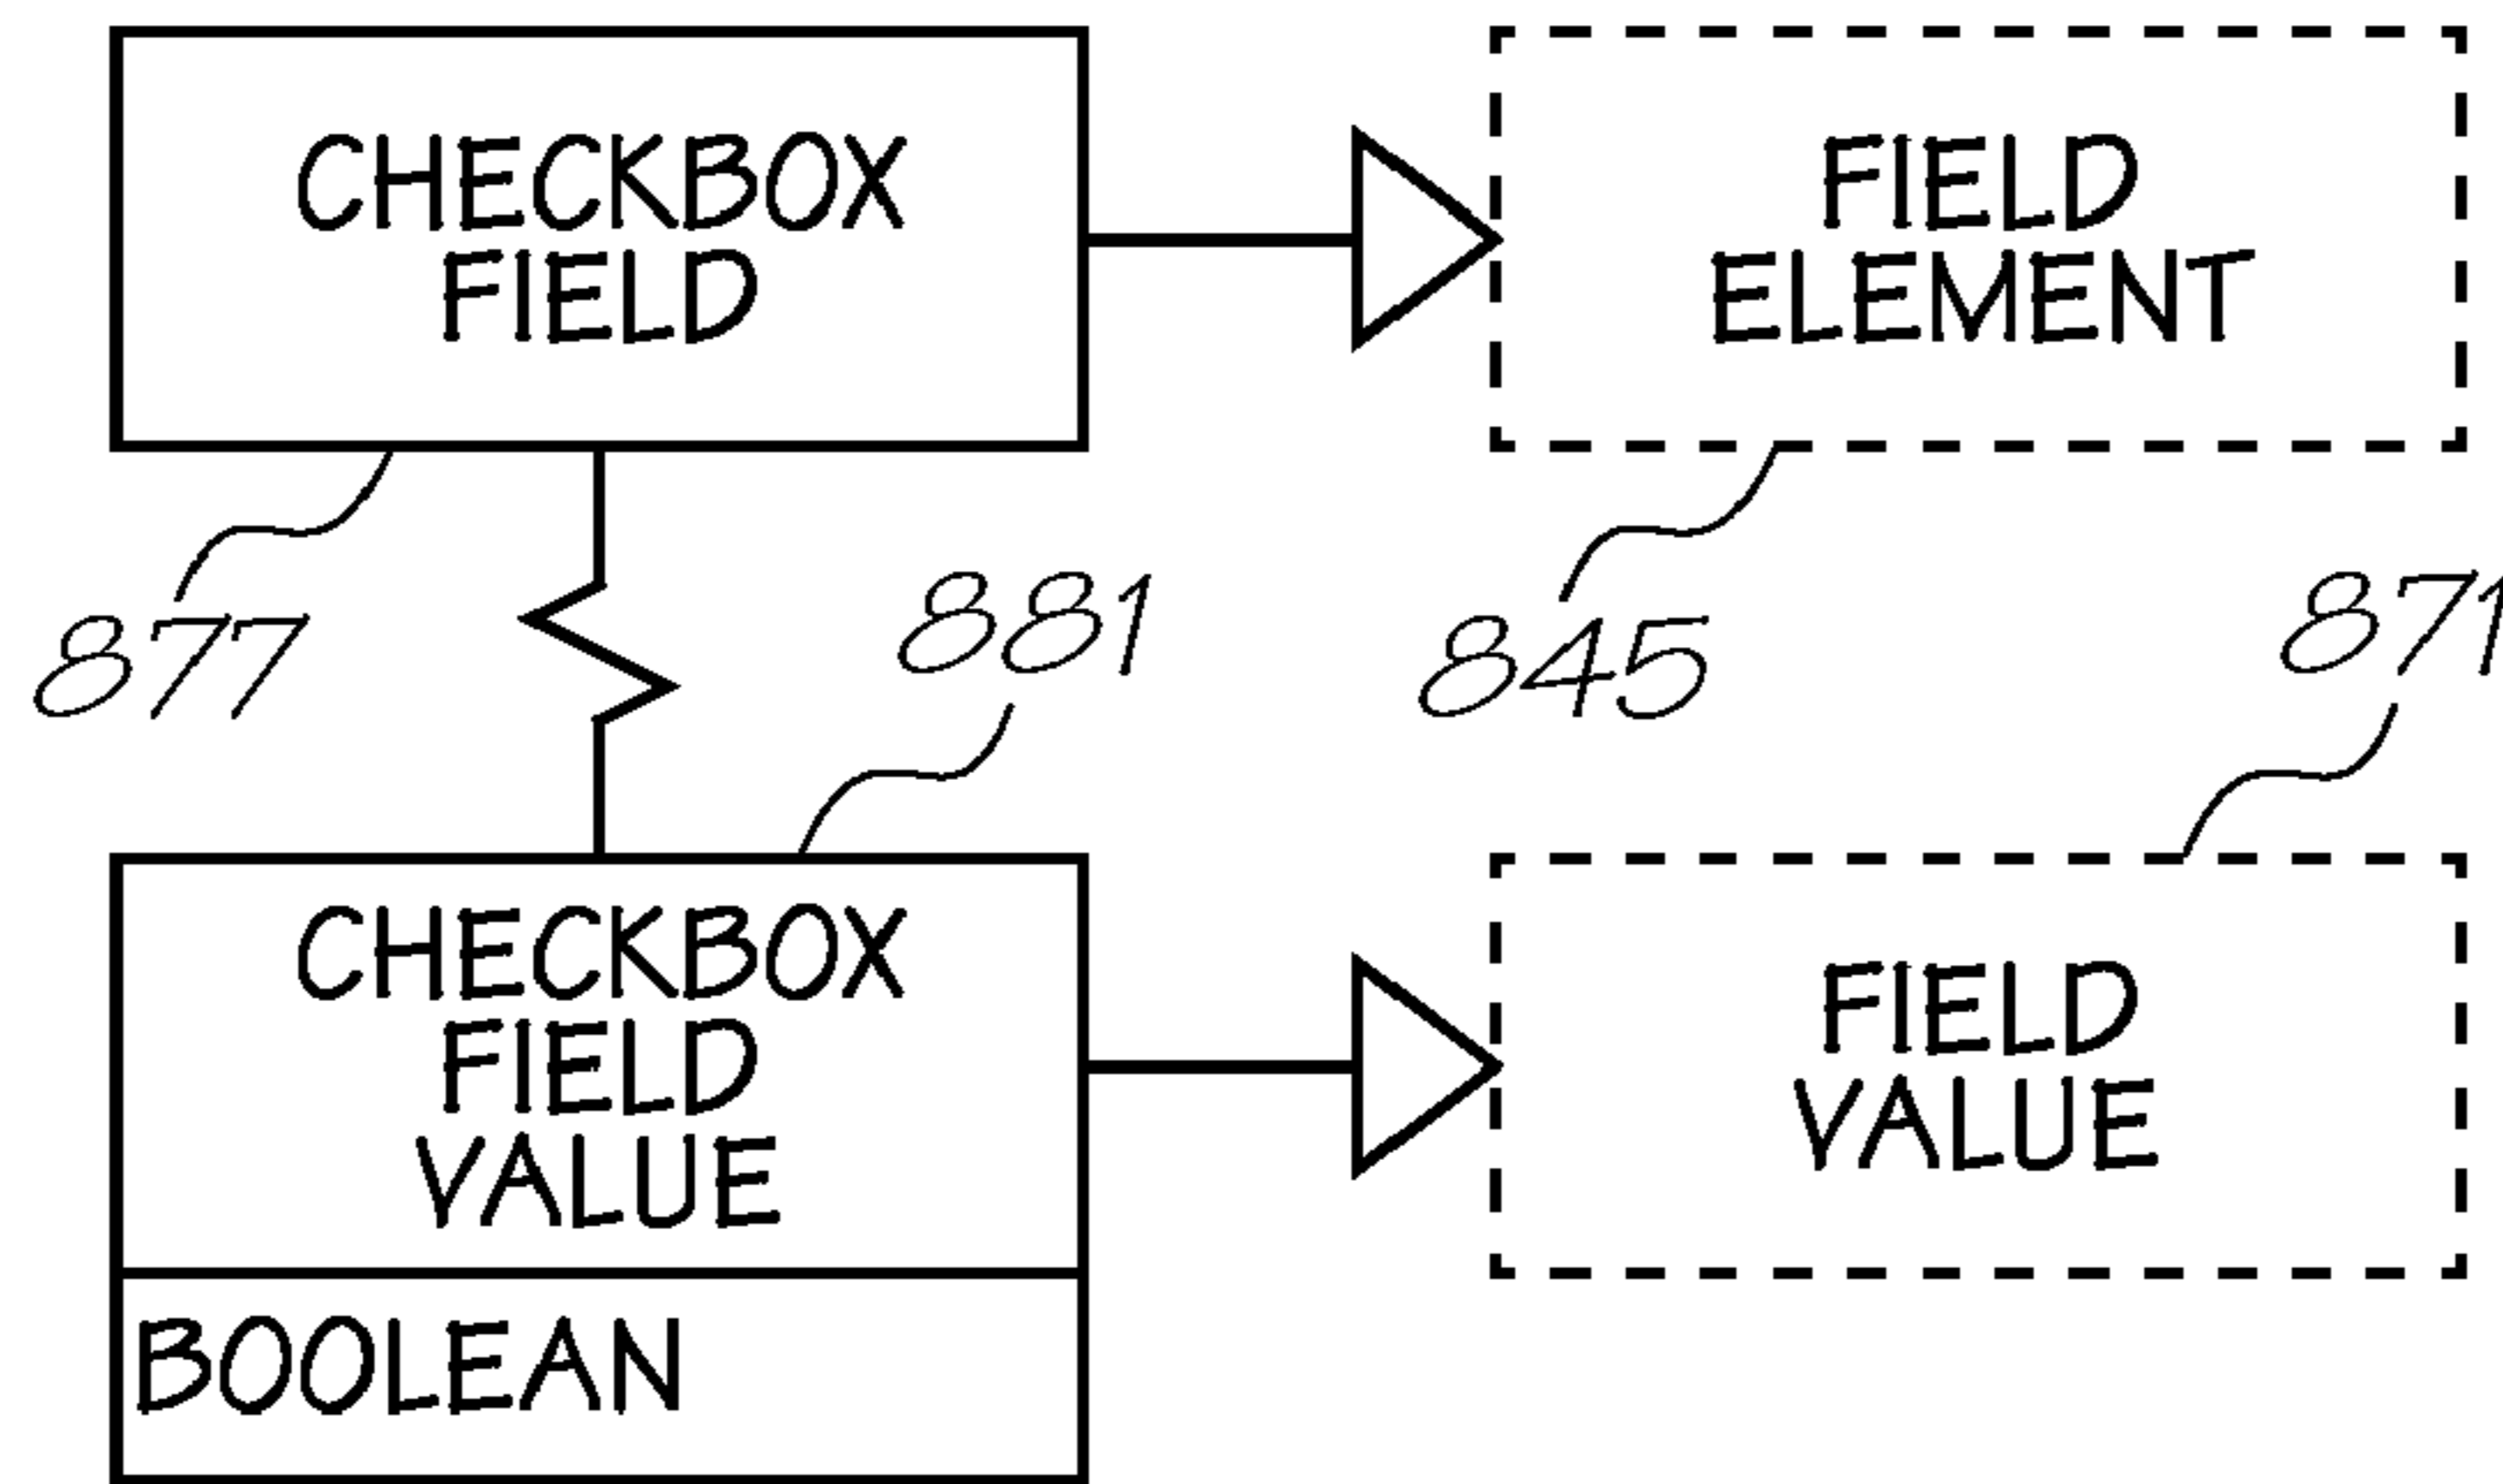 CHECKBOX
FIELD
FIELD
ELEMENT
877
881
845
871
CHECKBOX
FIELD
VALUE
FIELD
VALUE
BOOLEAN